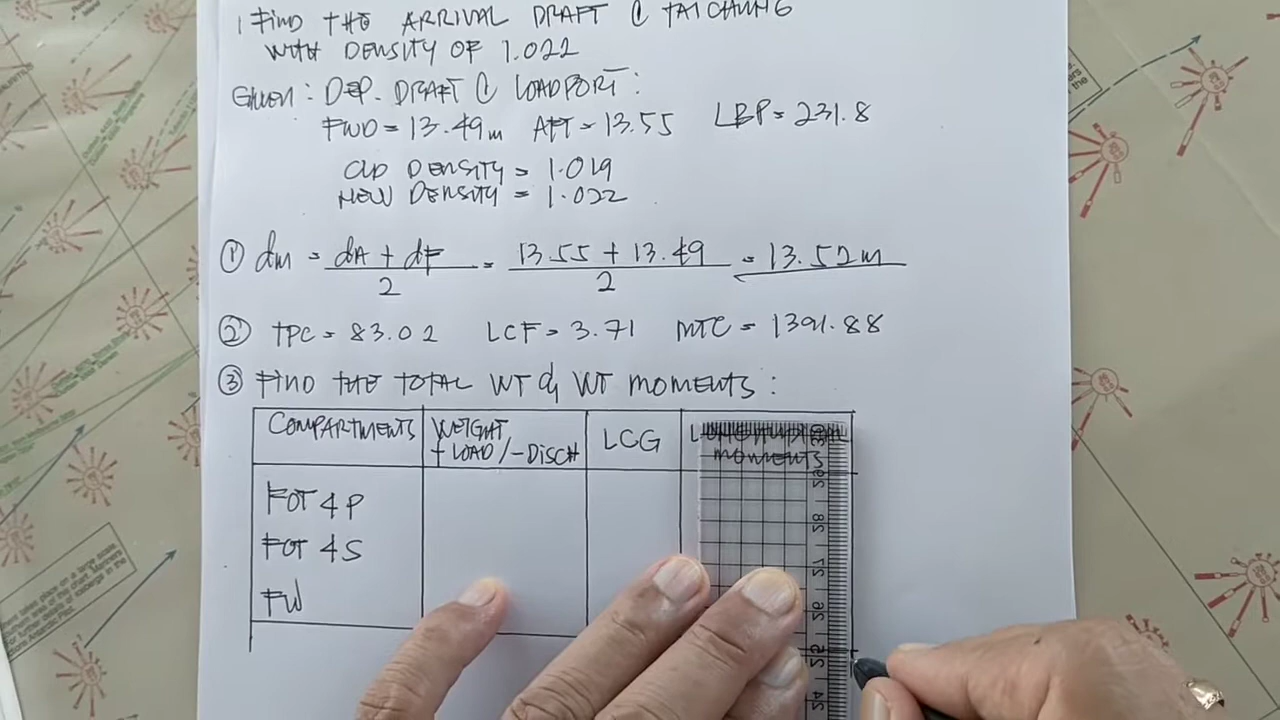 1 FIND THE ARRIVAL DRAFT @ TAICHUNG
WITH DENSITY OF 1.022
GIVEN: DEP. DRAFT @ LOADPORT:
FWD = 13.49m AFT = 13.55 LBP = 231.8
OLD DENSITY = 1.019
NEW DENSITY = 1.022
① dm = dA + dF / 2 = 13.55 + 13.49 / 2 = 13.52m
② TPC = 83.02 LCF = 3.71 MTC = 1391.88
③ FIND THE TOTAL WT & WT MOMENTS:
COMPARTMENTS WEIGHT + LOAD/-DISCH LCG LONGITUDINAL MOMENTS
FOT 4P
FOT 4S
FW